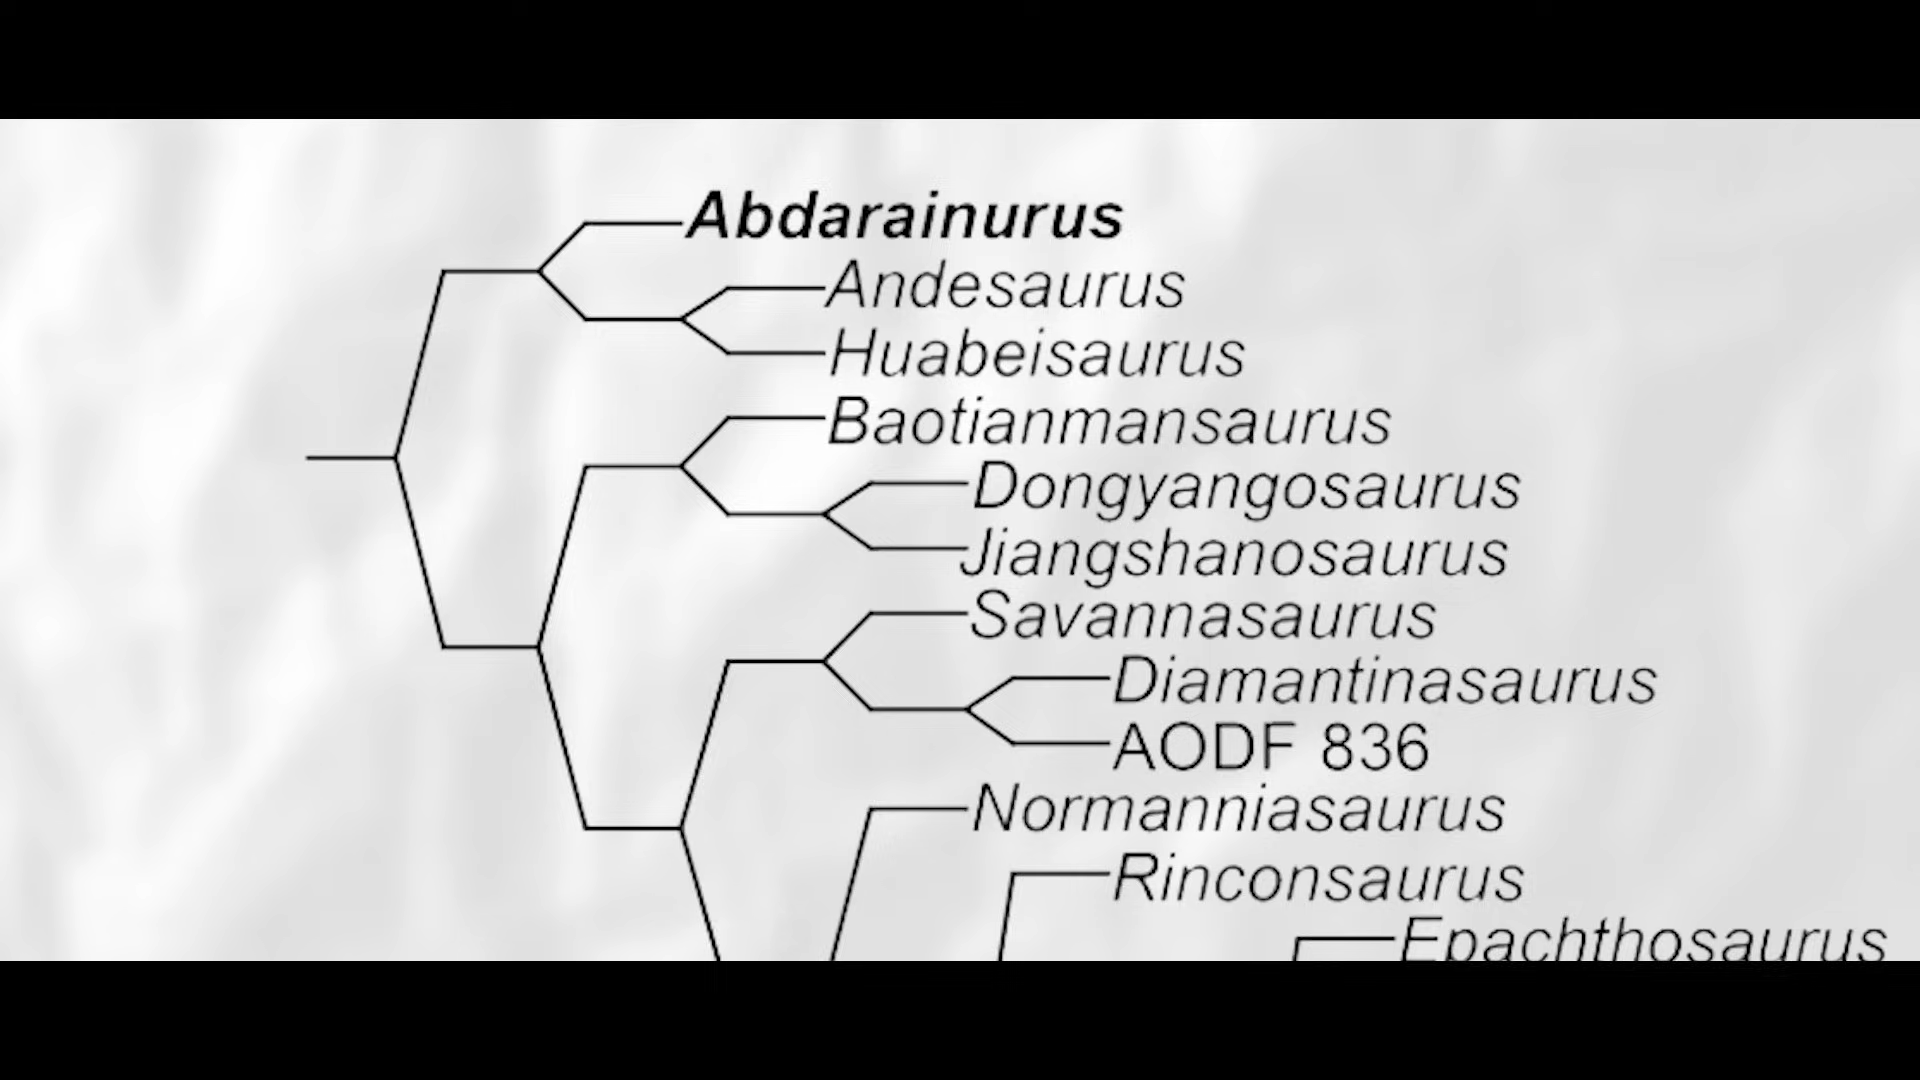 Abdarainurus
Andesaurus
Huabeisaurus
Baotianmansaurus
Dongyangosaurus
Jiangshanosaurus
Savannasaurus
Diamantinasaurus
AODF 836
Normanniasaurus
Rinconsaurus
Epachthosaurus